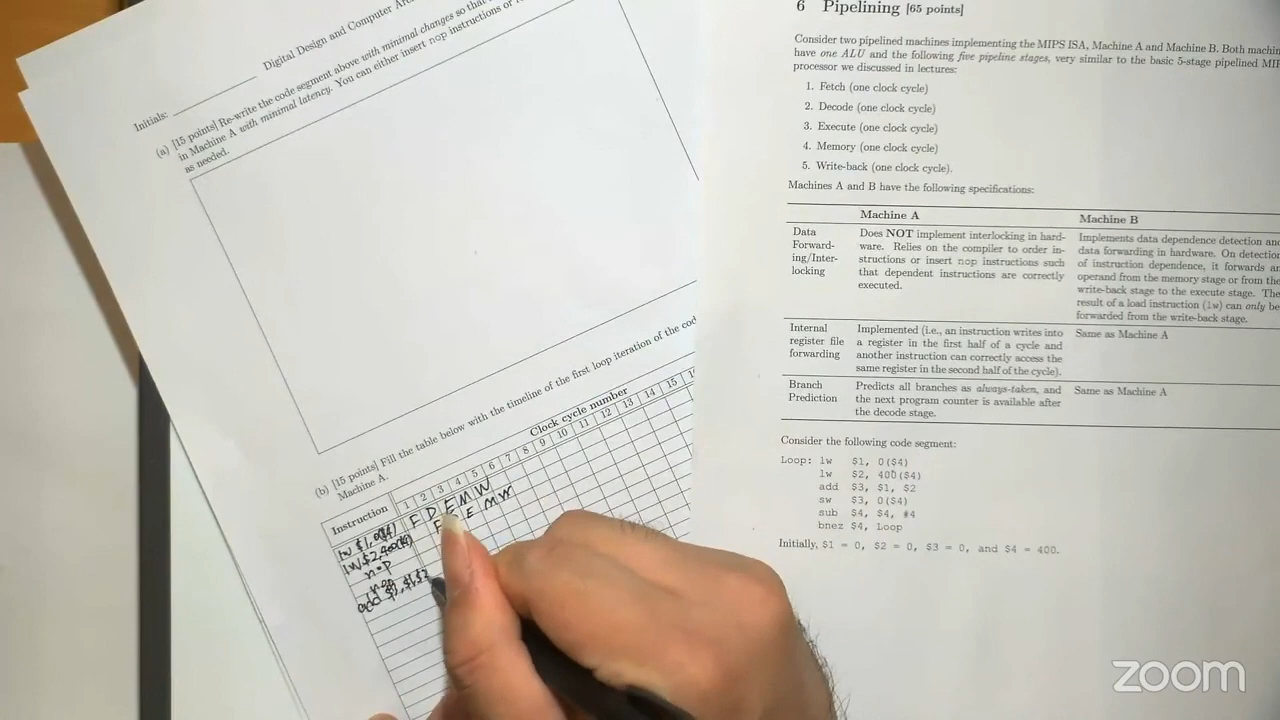 Digital Design and Computer Ar
Initials:
(a) [15 points] Re-write the code segment above with minimal changes so that
in Machine A with minimal latency. You can either insert nop instructions or
as needed.
(b) [15 points] Fill the table below with the timeline of the first loop iteration of the cod
Machine A.
Clock cycle number
Instruction 1 2 3 4 5 6 7 8 9 10 11 12 13 14 15
lw $1,0($4) F D E M W
lw $2,400($4) F E M W
nop
nop
add $3,$1,$2
6 Pipelining [65 points]
Consider two pipelined machines implementing the MIPS ISA, Machine A and Machine B. Both machin
have one ALU and the following five pipeline stages, very similar to the basic 5-stage pipelined MIP
processor we discussed in lectures:
1. Fetch (one clock cycle)
2. Decode (one clock cycle)
3. Execute (one clock cycle)
4. Memory (one clock cycle)
5. Write-back (one clock cycle).
Machines A and B have the following specifications:
Machine A Machine B
Data Forward-ing/Inter-locking
Does NOT implement interlocking in hard-
ware. Relies on the compiler to order in-
structions or insert nop instructions such
that dependent instructions are correctly
executed.
Implements data dependence detection and
data forwarding in hardware. On detection
of instruction dependence, it forwards an
operand from the memory stage or from the
write-back stage to the execute stage. The
result of a load instruction (lw) can only be
forwarded from the write-back stage.
Internal register file forwarding
Implemented (i.e., an instruction writes into
a register in the first half of a cycle and
another instruction can correctly access the
same register in the second half of the cycle).
Same as Machine A
Branch Prediction
Predicts all branches as always-taken, and
the next program counter is available after
the decode stage.
Same as Machine A
Consider the following code segment:
Loop: lw $1, 0($4)
lw $2, 400($4)
add $3, $1, $2
sw $3, 0($4)
sub $4, $4, #4
bnez $4, Loop
Initially, $1 = 0, $2 = 0, $3 = 0, and $4 = 400.
zoom